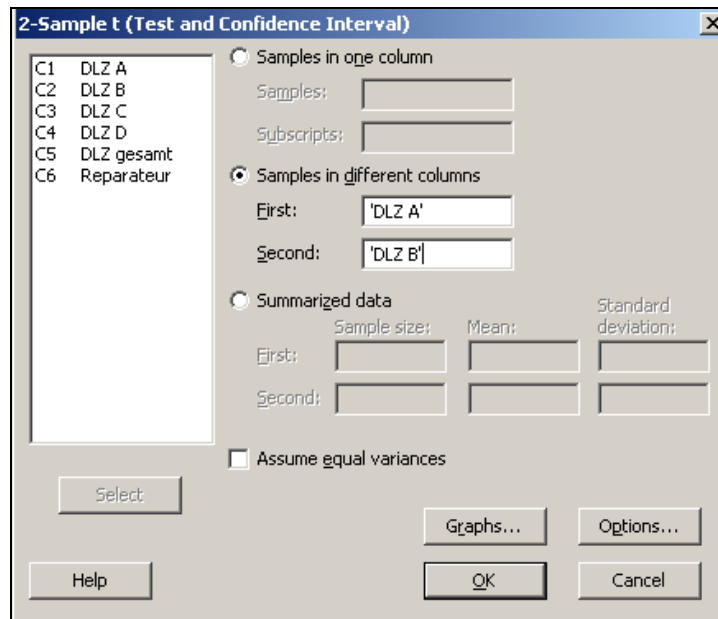 2-Sample t (Test and Confidence Interval)
C1 DLZ A
C2 DLZ B
C3 DLZ C
C4 DLZ D
C5 DLZ gesamt
C6 Reparateur
Samples in one column
Samples:
Subscripts:
Samples in different columns
First: 'DLZ A'
Second: 'DLZ B'
Summarized data
Sample size: Mean: Standard deviation:
First:
Second:
Assume equal variances
Select
Graphs... Options...
Help OK Cancel